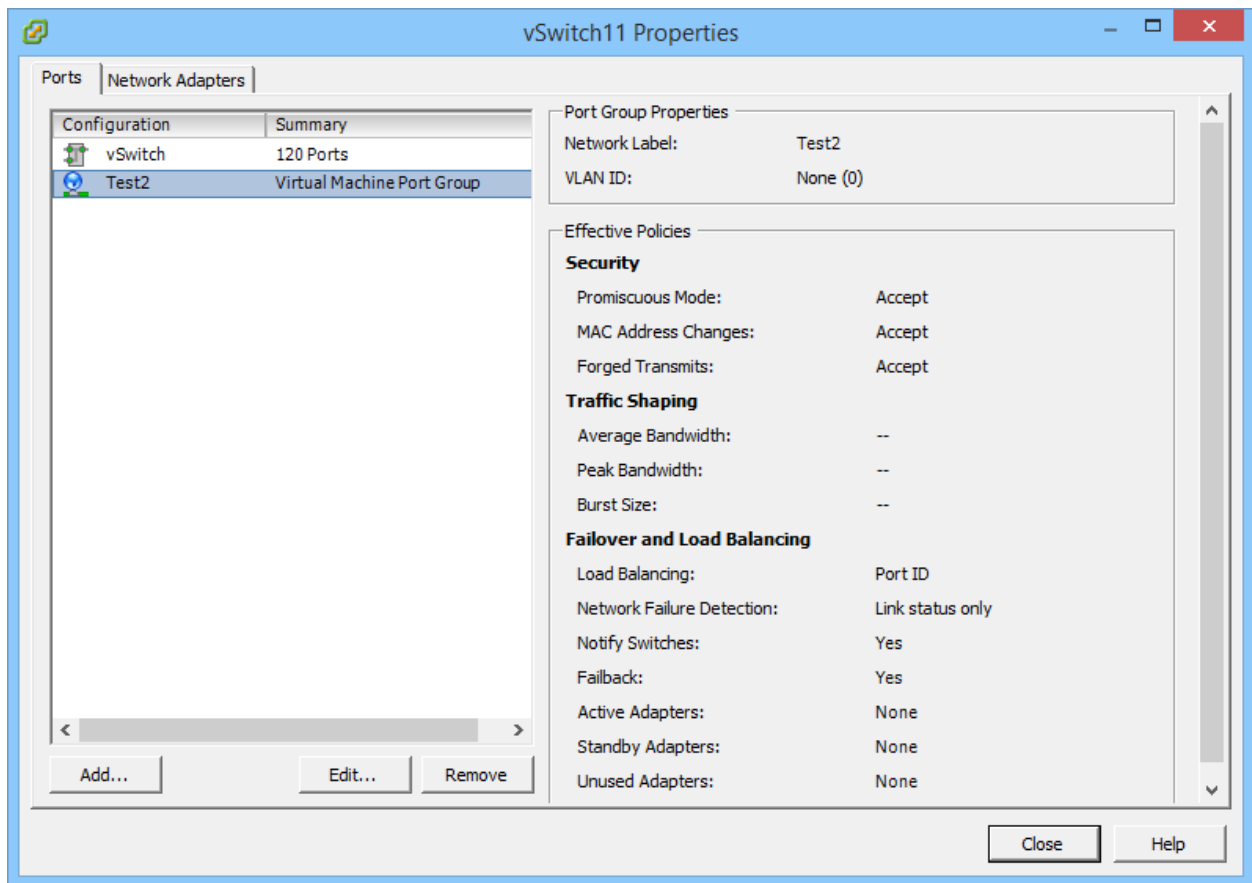 vSwitch11 Properties
Ports
Network Adapters
Configuration Summary
vSwitch 120 Ports
Test2 Virtual Machine Port Group
Add...
Edit...
Remove
Port Group Properties
Network Label: Test2
VLAN ID: None (0)
Effective Policies
Security
Promiscuous Mode: Accept
MAC Address Changes: Accept
Forged Transmits: Accept
Traffic Shaping
Average Bandwidth: --
Peak Bandwidth: --
Burst Size: --
Failover and Load Balancing
Load Balancing: Port ID
Network Failure Detection: Link status only
Notify Switches: Yes
Failback: Yes
Active Adapters: None
Standby Adapters: None
Unused Adapters: None
Close
Help